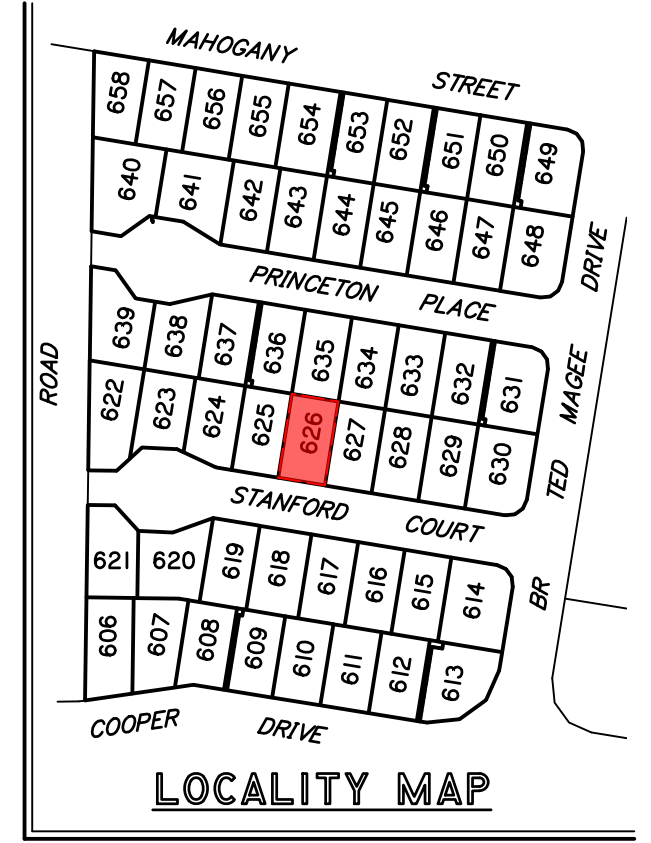 MAHOGANY STREET
658 657 656 655 654 653 652 651 650 649
640 641 642 643 644 645 646 647 648
DRIVE
PRINCETON PLACE
639 638 637 636 635 634 633 632 631
ROAD
MAGEE
622 623 624 625 626 627 628 629 630
TED
STANFORD COURT
621 620 619 618 617 616 615 614
BR
606 607 608 609 610 611 612 613
COOPER DRIVE
LOCALITY MAP